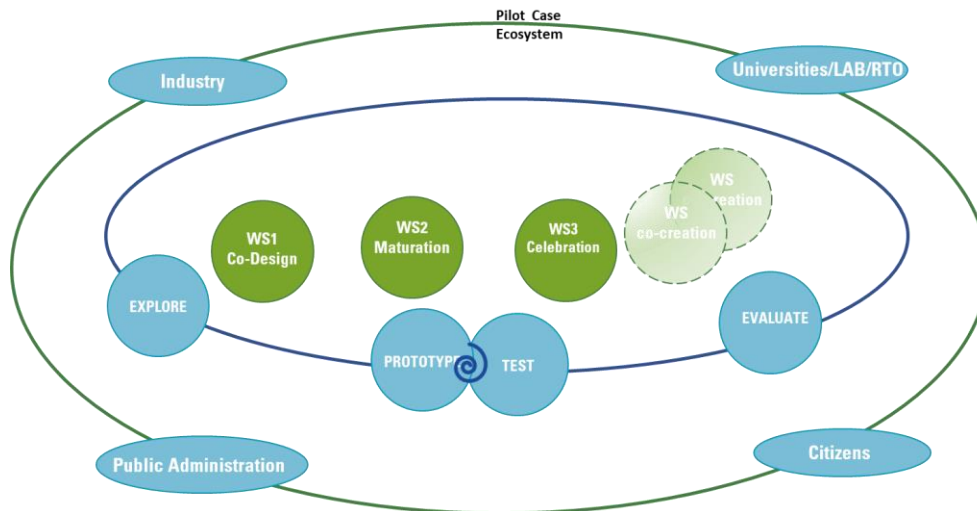 Pilot Case
Ecosystem
Industry
Universities/LAB/RTO
WS
reation
WS1
Co-Design
WS2
Maturation
WS3
Celebration
WS
co-creation
EXPLORE
EVALUATE
PROTOTYPE
TEST
Public Administration
Citizens